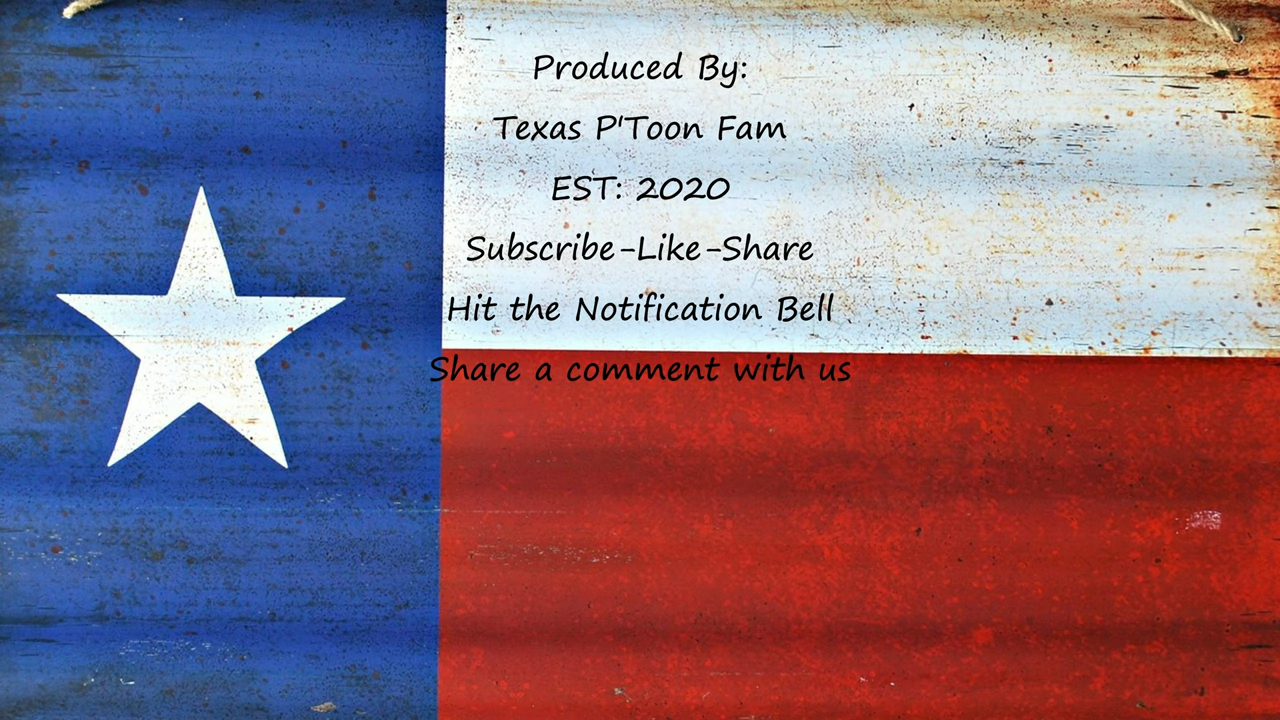 Produced By:
Texas P'Toon Fam
EST: 2020
Subscribe-Like-Share
Hit the Notification Bell
Share a comment with us